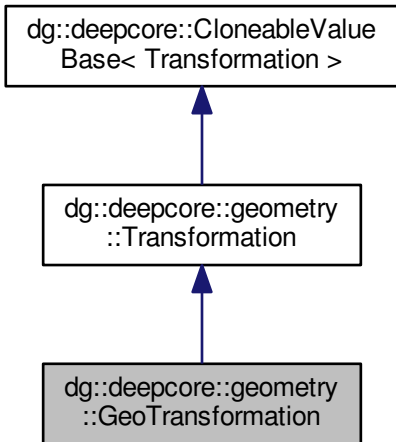 dg::deepcore::CloneableValue
Base< Transformation >
dg::deepcore::geometry
::Transformation
dg::deepcore::geometry
::GeoTransformation